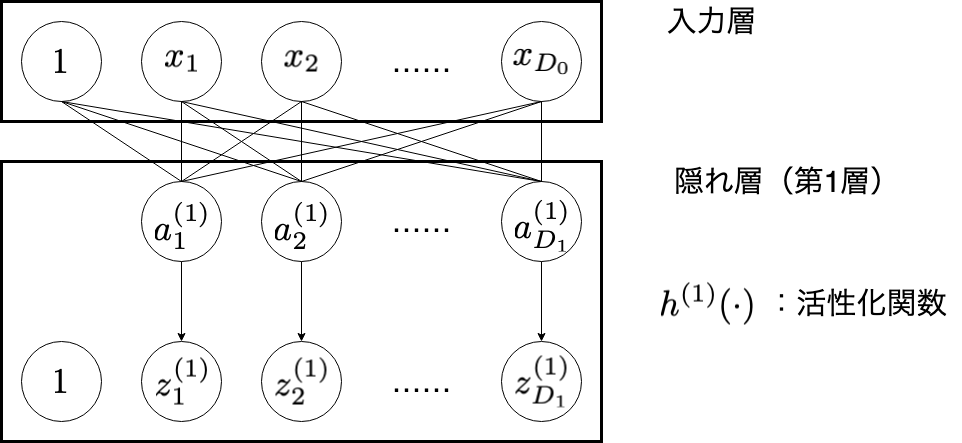 入力層
1 x_1 x_2 ...... x_{D_0}
隠れ層（第1層）
a_1^{(1)} a_2^{(1)} ...... a_{D_1}^{(1)}
h^{(1)}(·) ：活性化関数
1 z_1^{(1)} z_2^{(1)} ...... z_{D_1}^{(1)}